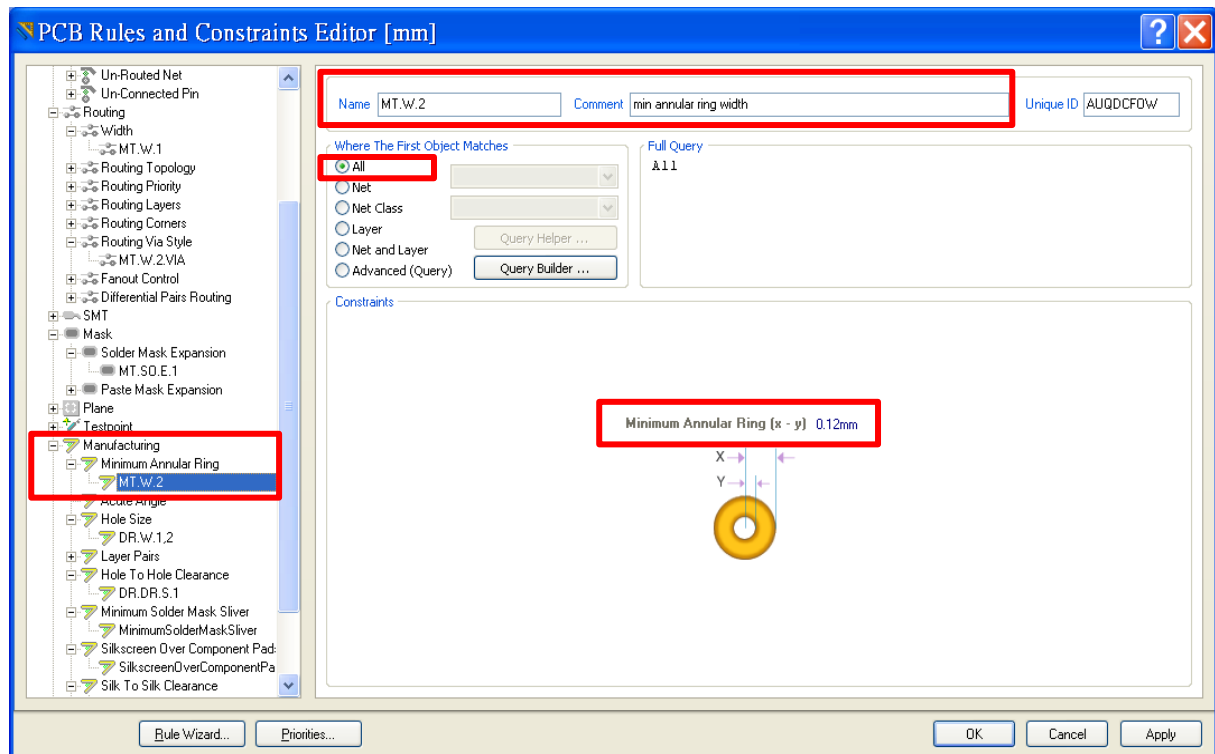 PCB Rules and Constraints Editor [mm]
Un-Routed Net
Un-Connected Pin
Routing
Width
MT.W.1
Routing Topology
Routing Priority
Routing Layers
Routing Corners
Routing Via Style
MT.W.2.VIA
Fanout Control
Differential Pairs Routing
SMT
Mask
Solder Mask Expansion
MT.SO.E.1
Paste Mask Expansion
Plane
Testpoint
Manufacturing
Minimum Annular Ring
MT.W.2
Acute Angle
Hole Size
DR.W.1,2
Layer Pairs
Hole To Hole Clearance
DR.DR.S.1
Minimum Solder Mask Sliver
MinimumSolderMaskSliver
Silkscreen Over Component Pad:
SilkscreenOverComponentPa
Silk To Silk Clearance
Name MT.W.2 Comment min annular ring width Unique ID AUQDCFOW
Where The First Object Matches
All
Net
Net Class
Layer
Net and Layer
Advanced (Query)
Query Helper ...
Query Builder ...
Full Query
All
Constraints
Minimum Annular Ring (x - y) 0.12mm
X
Y
Rule Wizard... Priorities... OK Cancel Apply